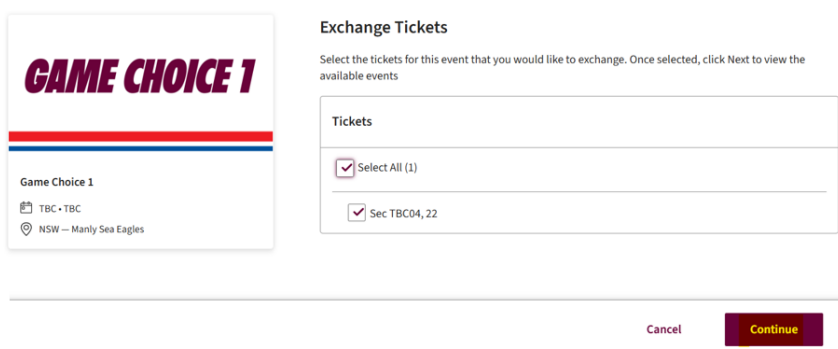 GAME CHOICE 1
Game Choice 1
TBC • TBC
NSW — Manly Sea Eagles
Exchange Tickets
Select the tickets for this event that you would like to exchange. Once selected, click Next to view the
available events
Tickets
Select All (1)
Sec TBC04, 22
Cancel
Continue